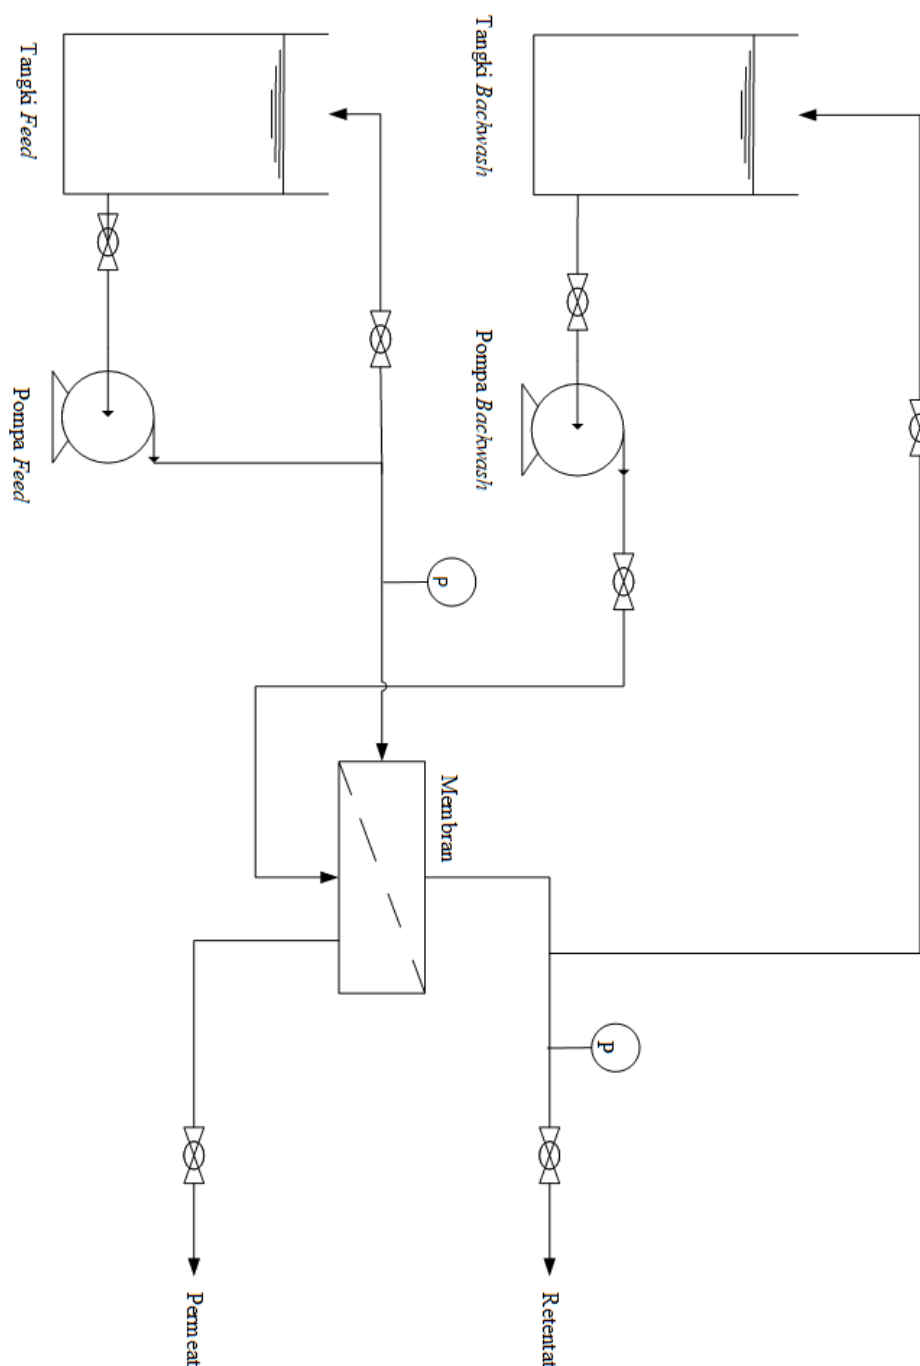 Tangki Backwash
Pompa Backwash
P
Retentat
Tangki Feed
Pompa Feed
P
Membran
Permeat